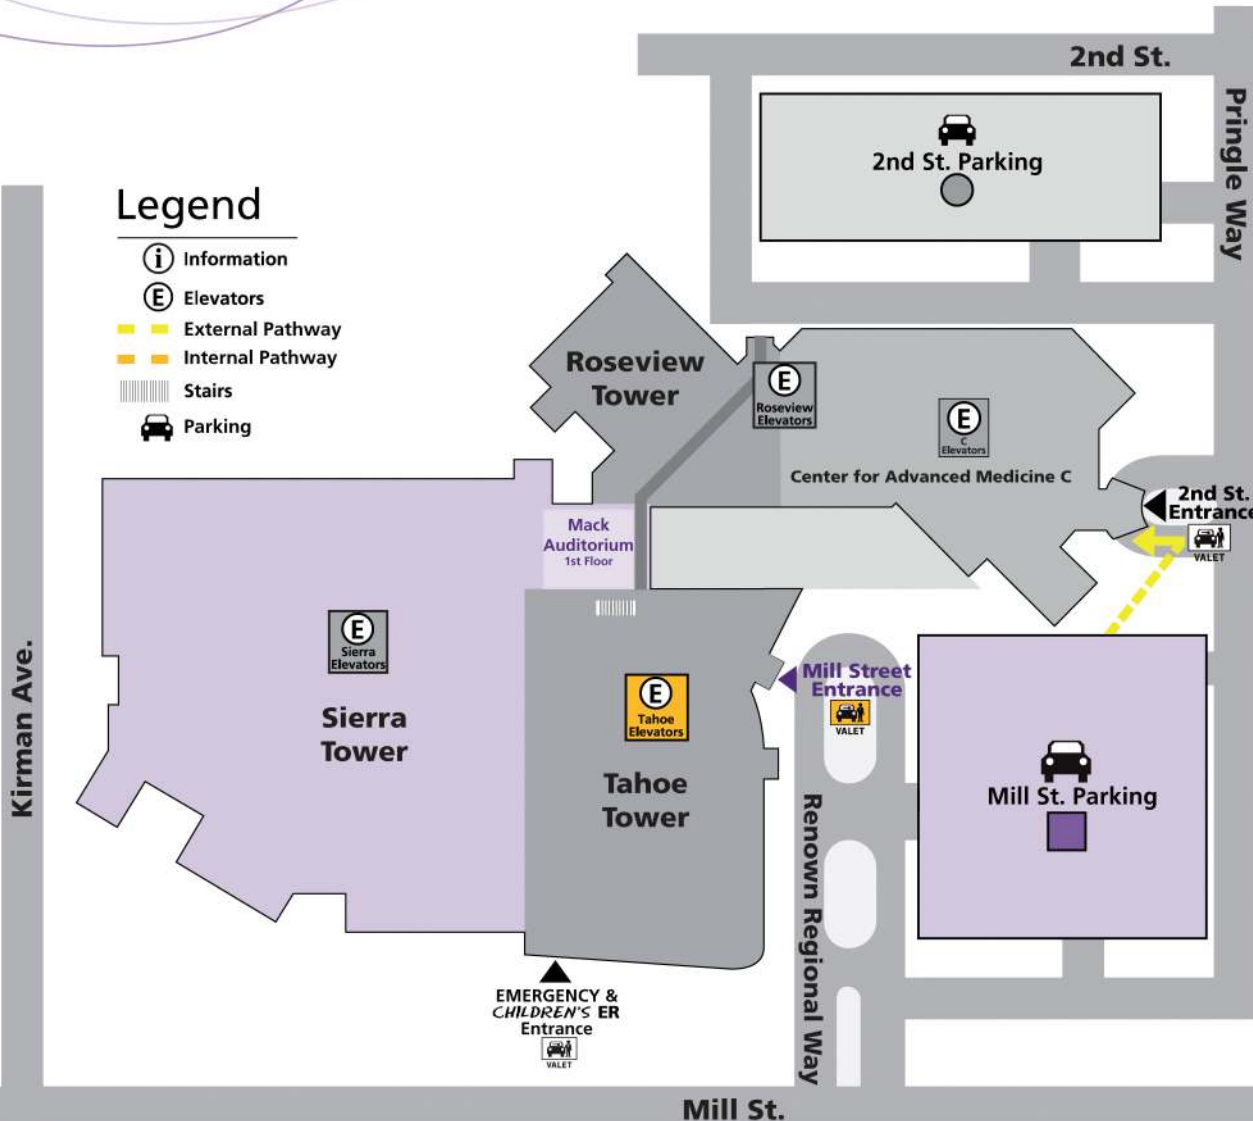 2nd St.
Pringle Way
2nd St. Parking
Legend
i Information
E Elevators
External Pathway
Internal Pathway
Stairs
Parking
Roseview
Tower
E
Roseview
Elevators
E
C
Elevators
Center for Advanced Medicine C
2nd St.
Entrance
VALET
Mack
Auditorium
1st Floor
E
Sierra
Elevators
Sierra
Tower
E
Tahoe
Elevators
Tahoe
Tower
Mill Street
Entrance
VALET
Kirman Ave.
Mill St. Parking
Renown Regional Way
EMERGENCY &
CHILDREN'S ER
Entrance
VALET
Mill St.